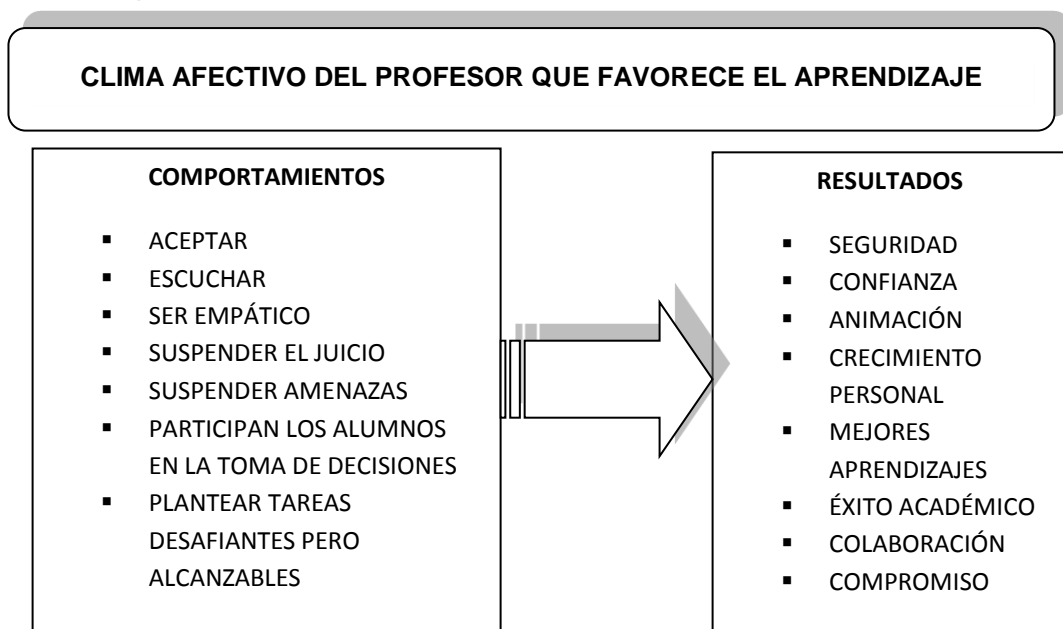 CLIMA AFECTIVO DEL PROFESOR QUE FAVORECE EL APRENDIZAJE
COMPORTAMIENTOS
▪ ACEPTAR
▪ ESCUCHAR
▪ SER EMPÁTICO
▪ SUSPENDER EL JUICIO
▪ SUSPENDER AMENAZAS
▪ PARTICIPAN LOS ALUMNOS
EN LA TOMA DE DECISIONES
▪ PLANTEAR TAREAS
DESAFIANTES PERO
ALCANZABLES
RESULTADOS
▪ SEGURIDAD
▪ CONFIANZA
▪ ANIMACIÓN
▪ CRECIMIENTO
PERSONAL
▪ MEJORES
APRENDIZAJES
▪ ÉXITO ACADÉMICO
▪ COLABORACIÓN
▪ COMPROMISO